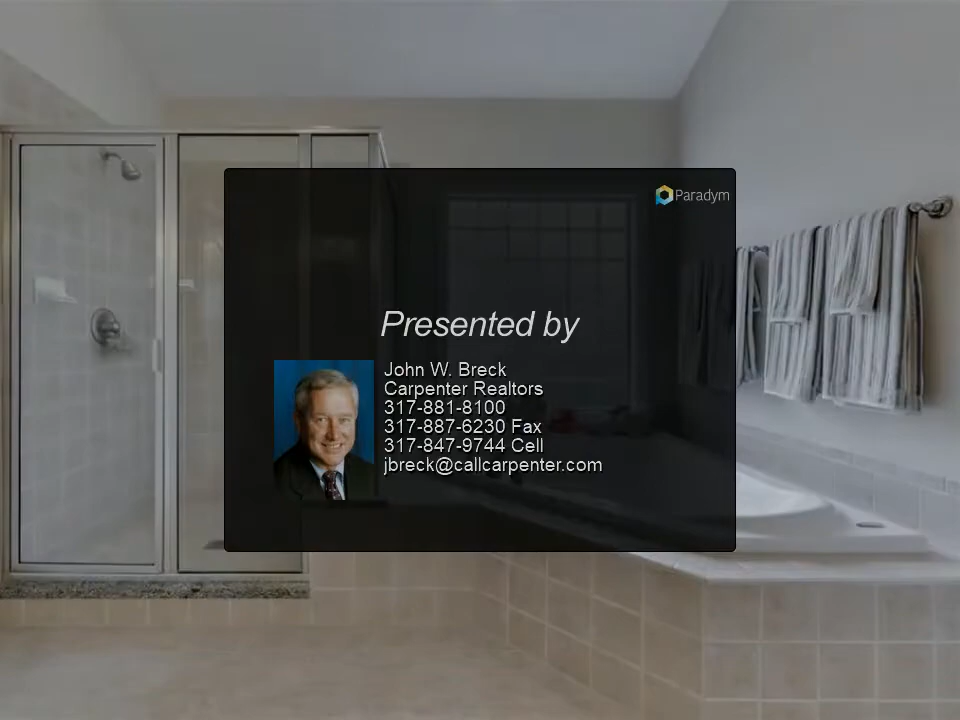 Paradym
Presented by
John W. Breck
Carpenter Realtors
317-881-8100
317-887-6230 Fax
317-847-9744 Cell
jbreck@callcarpenter.com